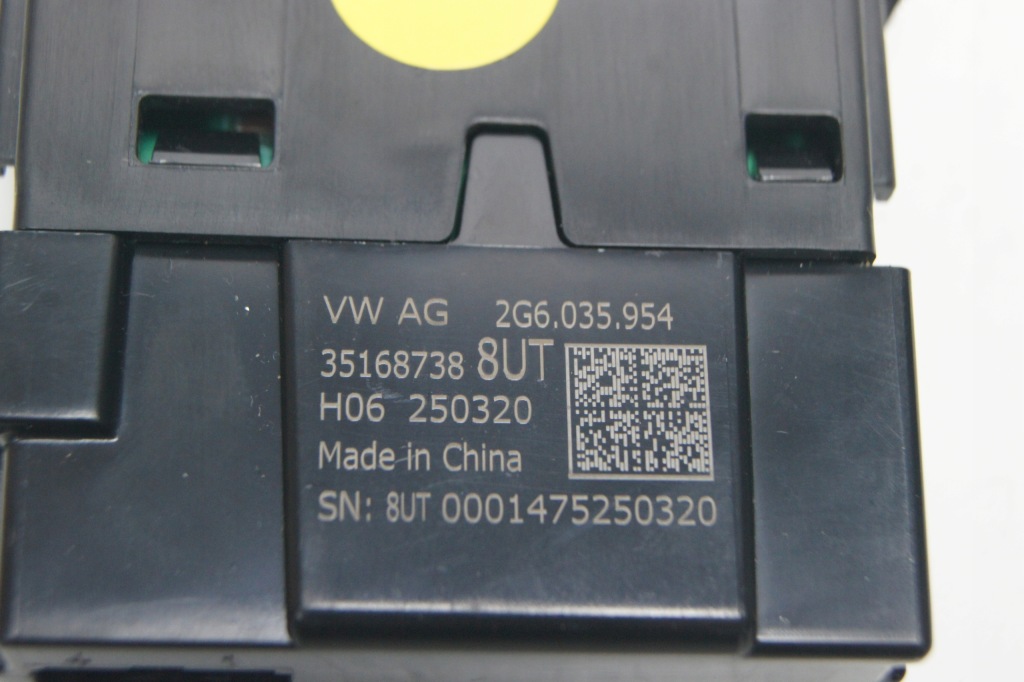 VW AG 2G6.035.954
35168738 8UT
H06 250320
Made in China
SN: 8UT 0001475250320